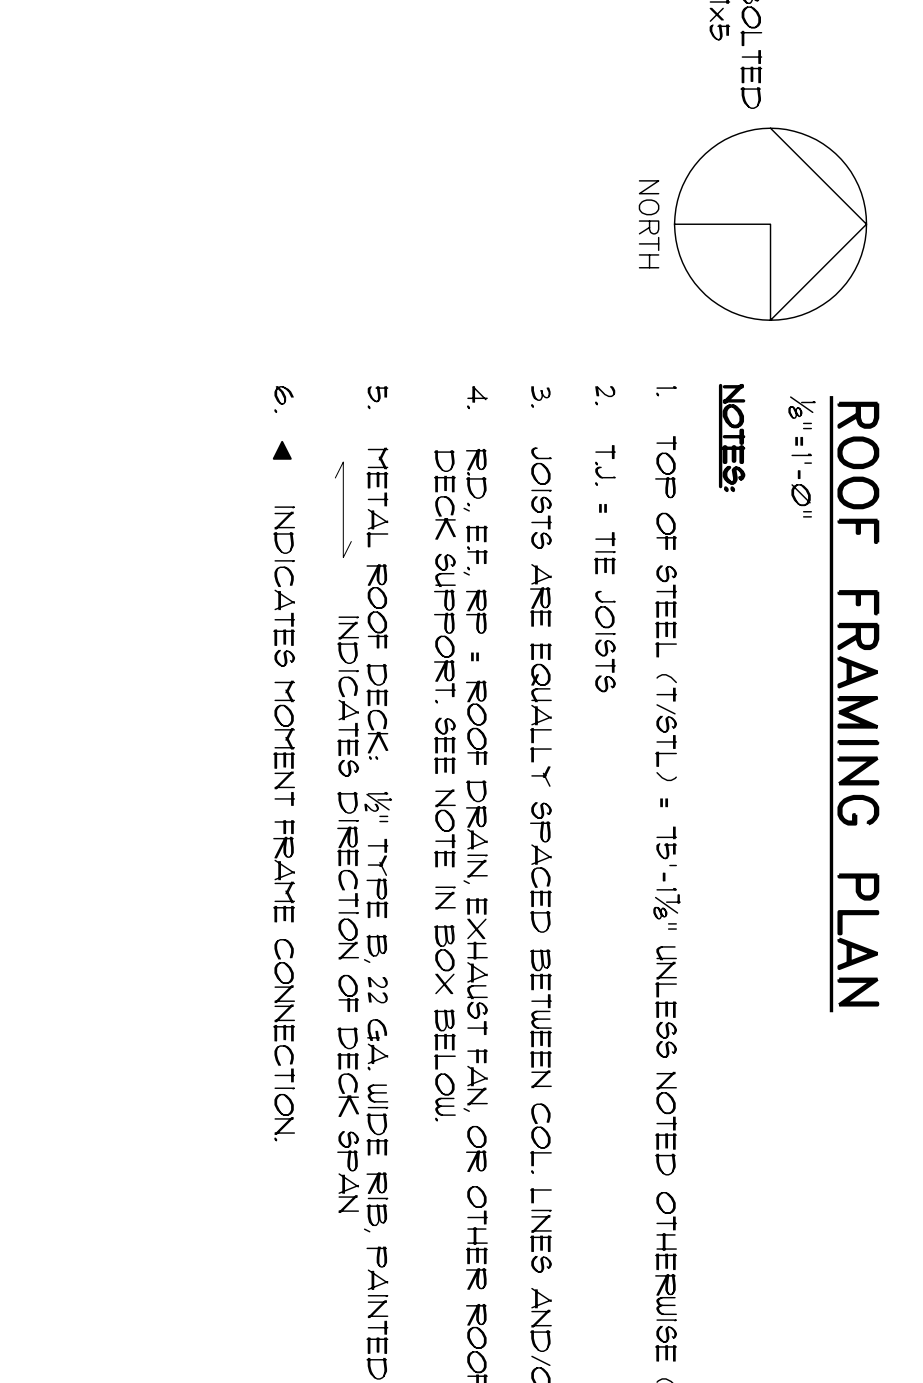 OLTED
1x5
NORTH
ROOF FRAMING PLAN
⅛"=1'-0"
NOTES:
1. TOP OF STEEL (T/STL) = 15'-1⅞" UNLESS NOTED OTHERWISE (
2. T.J. = TIE JOISTS
3. JOISTS ARE EQUALLY SPACED BETWEEN COL. LINES AND/O
4. R.D., E.F., RP = ROOF DRAIN, EXHAUST FAN, OR OTHER ROOF
DECK SUPPORT. SEE NOTE IN BOX BELOW.
5. METAL ROOF DECK: 1½" TYPE B, 22 GA. WIDE RIB, PAINTED
INDICATES DIRECTION OF DECK SPAN
6. ▲ INDICATES MOMENT FRAME CONNECTION.